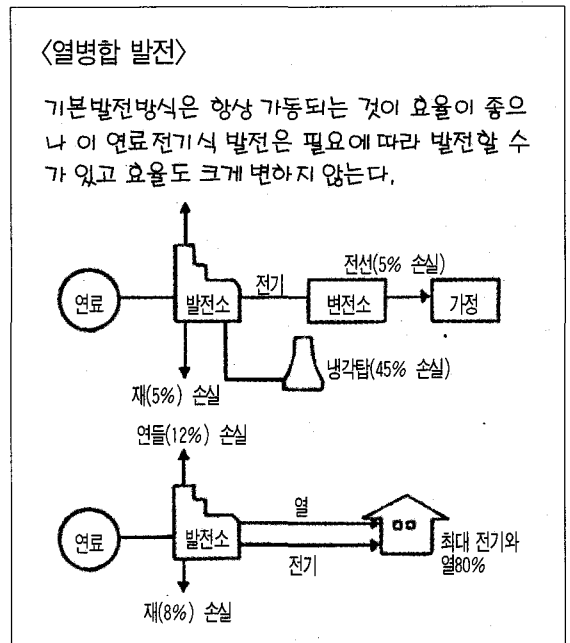 <열병합 발전>
기본발전방식은 항상 가동되는 것이 효율이 좋으
나 이 연료전기식 발전은 필요에 따라 발전할 수
가 있고 효율도 크게 변하지 않는다.
전선(5% 손실)
연료
발전소
전기
변전소
가정
냉각탑(45% 손실)
재(5%) 손실
연들(12%) 손실
열
연료
발전소
전기
최대 전기와
열80%
재(8%) 손실